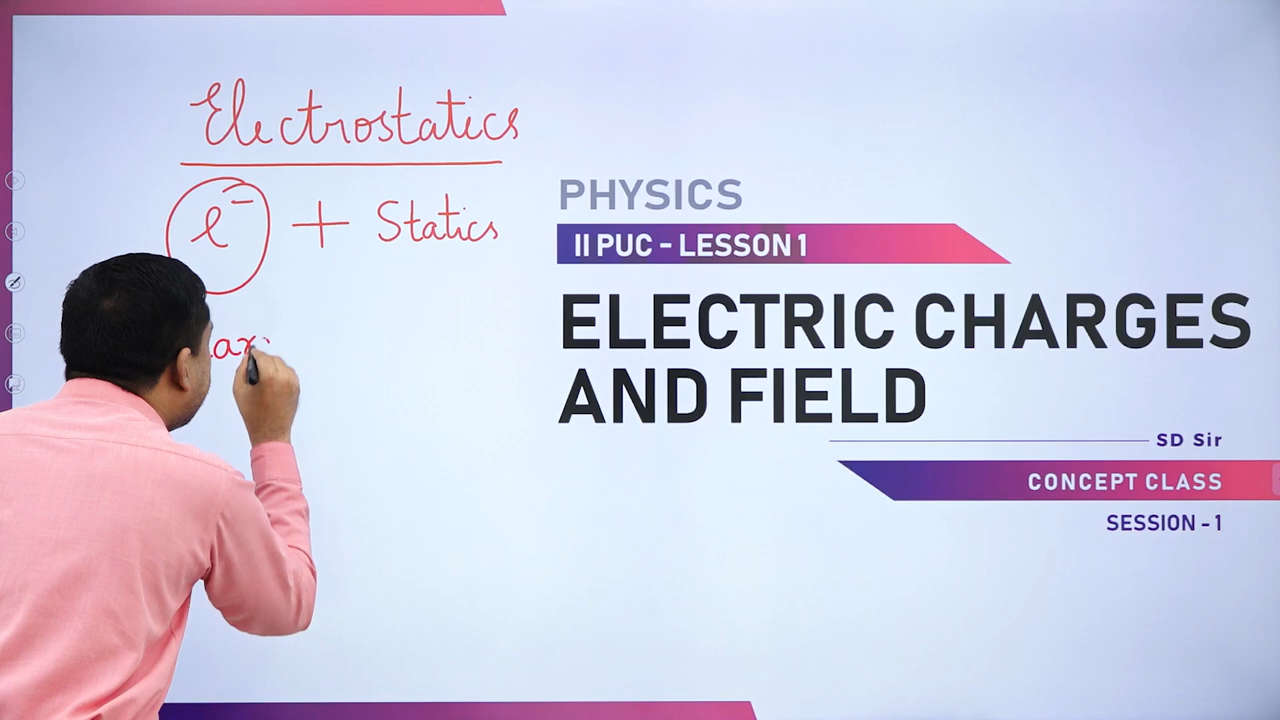 Electrostatics
e⁻ + Statics
PHYSICS
II PUC - LESSON 1
ELECTRIC CHARGES
AND FIELD
SD Sir
CONCEPT CLASS
SESSION - 1